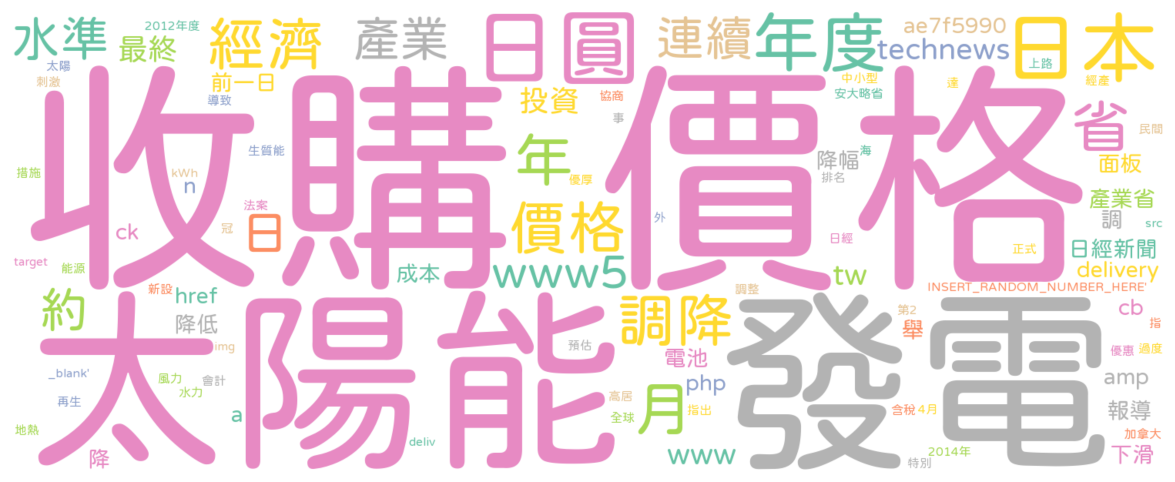 水準
2012年度
最終
經濟
產業
日圓
連續
年度
ae7f5990
technews
日本
上路
太陽
刺激
前一日
導致
投資
協商
事
中小型
安大略省
達
經產
收購
價格
省
民間
生質能
措施
kWh
n
年
優厚
降幅
排名
海
面板
產業省
調
src
法案
冠
ck
日
價格
外
日經
正式
日經新聞
target
能源
成本
www5
tw
delivery
新設
href
約
降低
調降
調整
INSERT_RANDOM_NUMBER_HERE'
第2
舉
cb
指
太陽能
發電
img
預估
電池
優惠
過度
_blank'
風力
水力
會計
php
amp
再生
a
高居
全球
月
指出
含稅
4月
報導
地熱
deliv
加拿大
降
www
特別
2014年
下滑